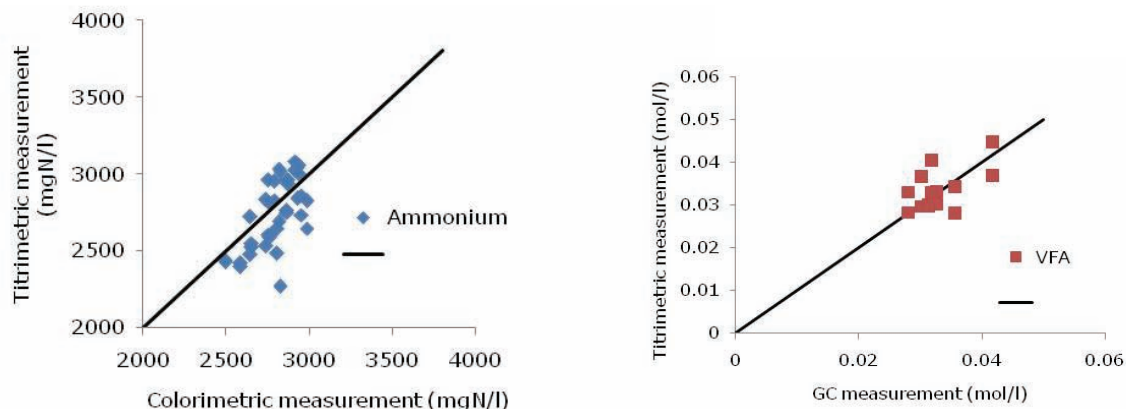 4000
3500
3000
2500
2000
2000 2500 3000 3500 4000
Titrimetric measurement
(mgN/l)
Colorimetric measurement (mgN/l)
Ammonium
0.06
0.05
0.04
0.03
0.02
0.01
0
0 0.02 0.04 0.06
Titrimetric measurement (mol/l)
GC measurement (mol/l)
VFA